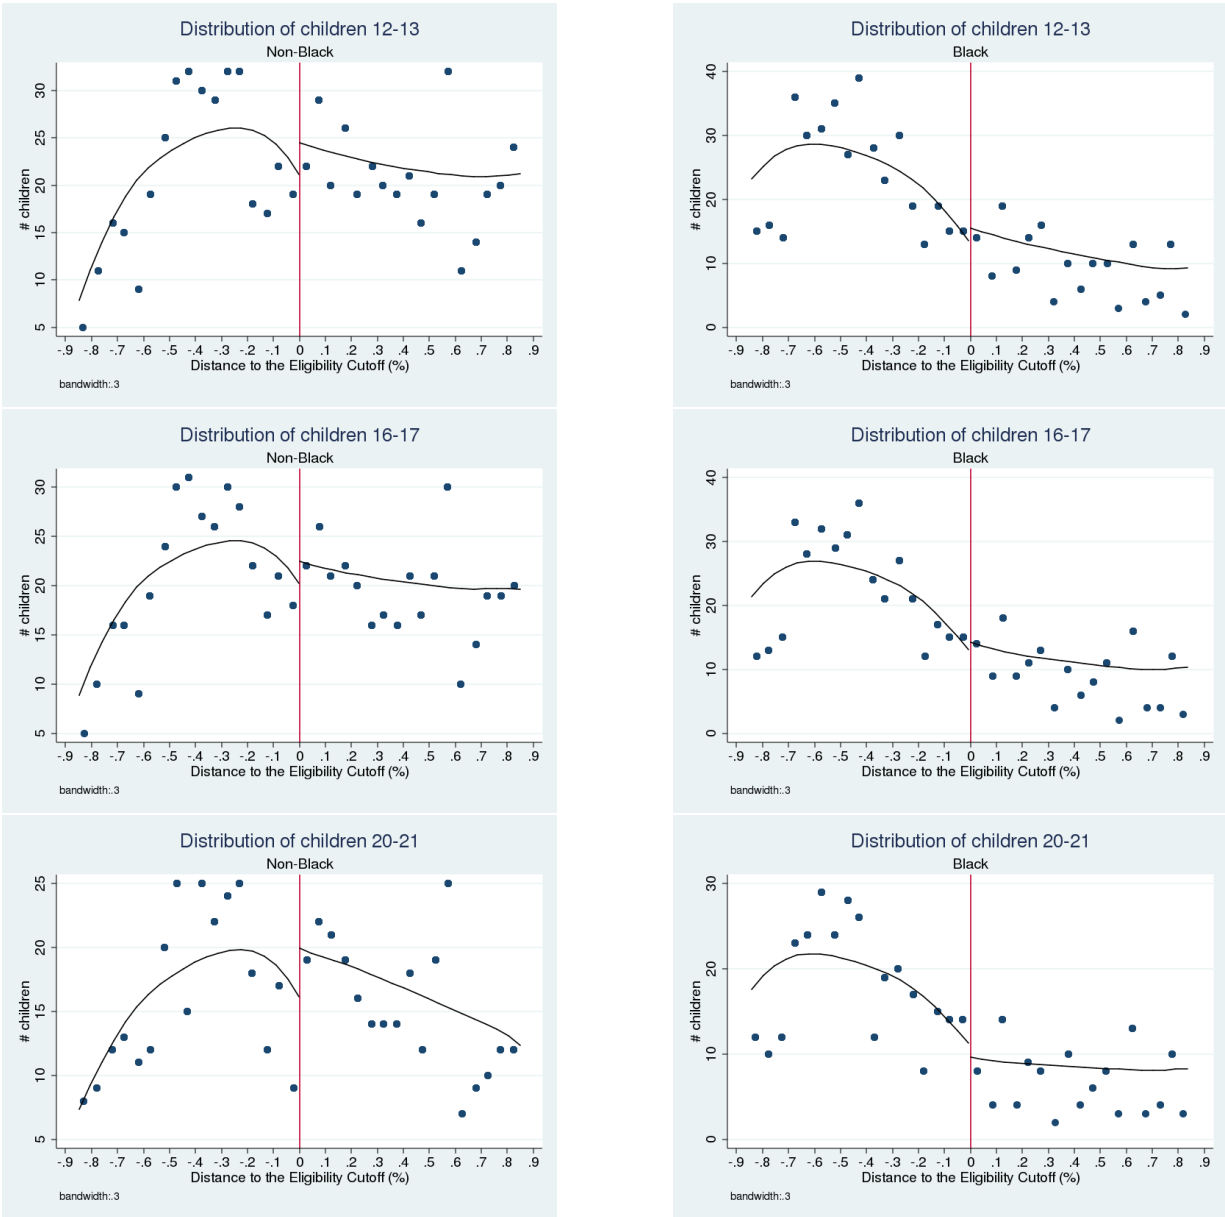 Distribution of children 12-13
Non-Black
# children
30
25
20
15
10
5
-.9 -.8 -.7 -.6 -.5 -.4 -.3 -.2 -.1 0 .1 .2 .3 .4 .5 .6 .7 .8 .9
Distance to the Eligibility Cutoff (%)
bandwidth:.3
Distribution of children 12-13
Black
# children
40
30
20
10
0
-.9 -.8 -.7 -.6 -.5 -.4 -.3 -.2 -.1 0 .1 .2 .3 .4 .5 .6 .7 .8 .9
Distance to the Eligibility Cutoff (%)
bandwidth:.3
Distribution of children 16-17
Non-Black
# children
30
25
20
15
10
5
-.9 -.8 -.7 -.6 -.5 -.4 -.3 -.2 -.1 0 .1 .2 .3 .4 .5 .6 .7 .8 .9
Distance to the Eligibility Cutoff (%)
bandwidth:.3
Distribution of children 16-17
Black
# children
40
30
20
10
0
-.9 -.8 -.7 -.6 -.5 -.4 -.3 -.2 -.1 0 .1 .2 .3 .4 .5 .6 .7 .8 .9
Distance to the Eligibility Cutoff (%)
bandwidth:.3
Distribution of children 20-21
Non-Black
# children
25
20
15
10
5
-.9 -.8 -.7 -.6 -.5 -.4 -.3 -.2 -.1 0 .1 .2 .3 .4 .5 .6 .7 .8 .9
Distance to the Eligibility Cutoff (%)
bandwidth:.3
Distribution of children 20-21
Black
# children
30
20
10
0
-.9 -.8 -.7 -.6 -.5 -.4 -.3 -.2 -.1 0 .1 .2 .3 .4 .5 .6 .7 .8 .9
Distance to the Eligibility Cutoff (%)
bandwidth:.3